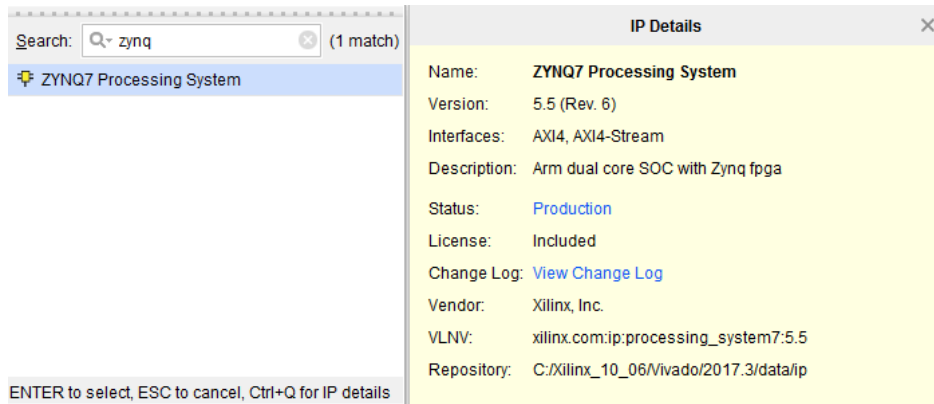 Search: zynq (1 match)
ZYNQ7 Processing System
ENTER to select, ESC to cancel, Ctrl+Q for IP details
IP Details
Name: ZYNQ7 Processing System
Version: 5.5 (Rev. 6)
Interfaces: AXI4, AXI4-Stream
Description: Arm dual core SOC with Zynq fpga
Status: Production
License: Included
Change Log: View Change Log
Vendor: Xilinx, Inc.
VLNV: xilinx.com:ip:processing_system7:5.5
Repository: C:/Xilinx_10_06/Vivado/2017.3/data/ip